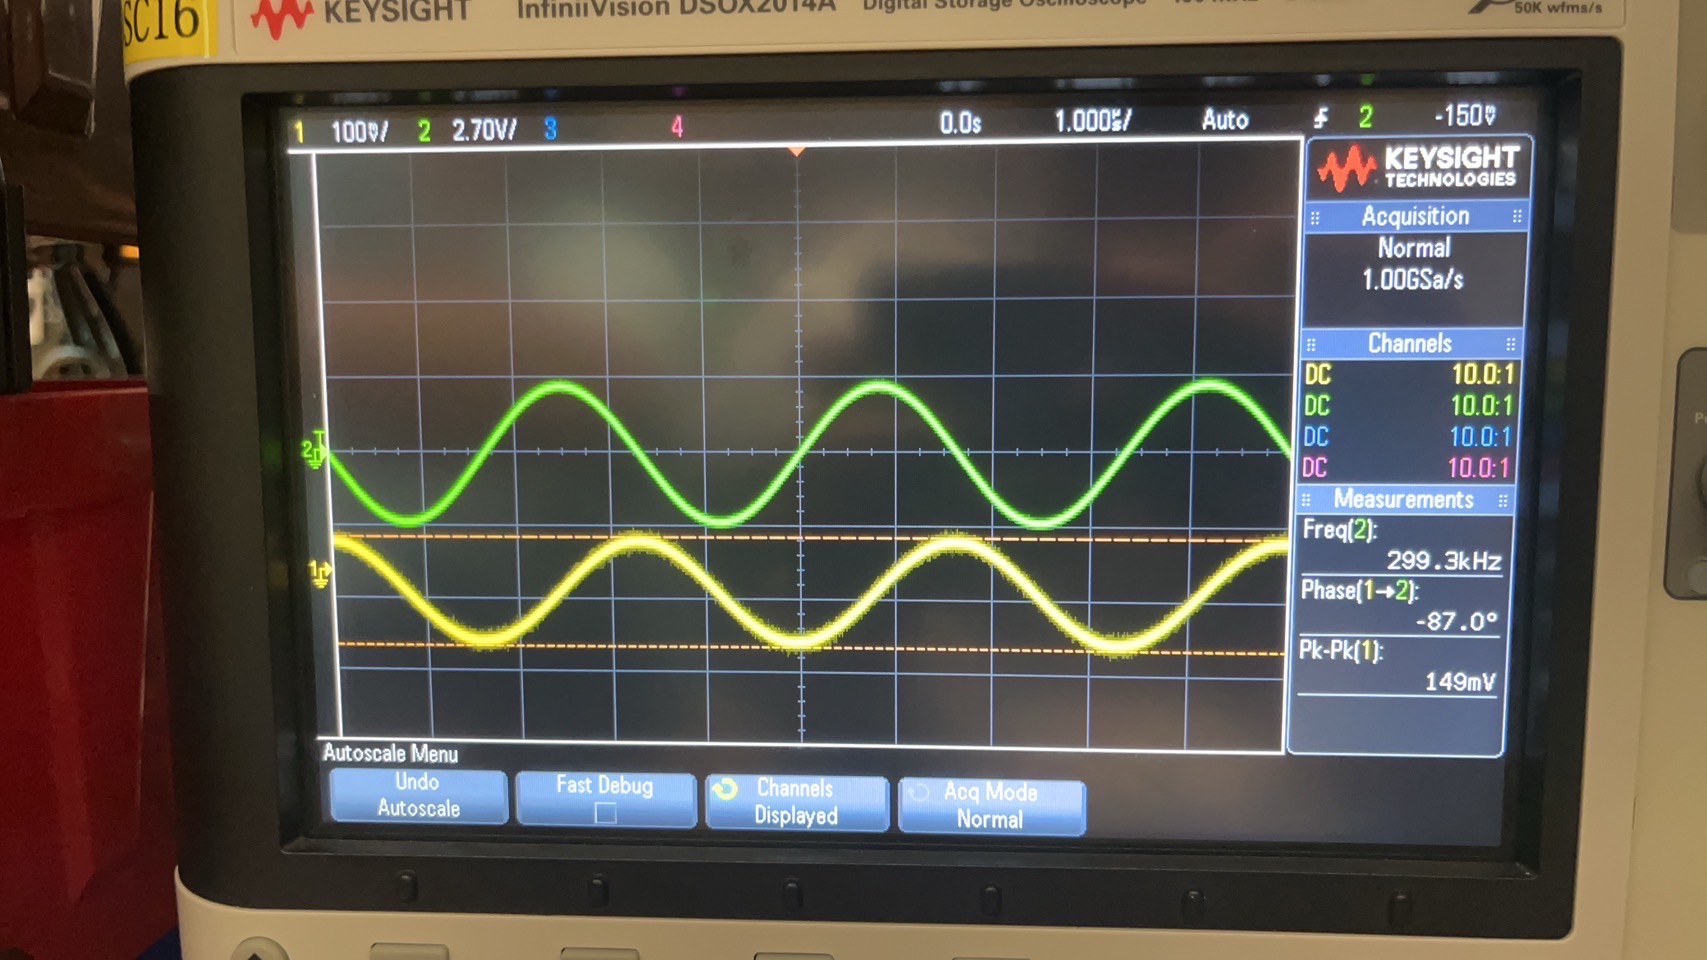 SC16
KEYSIGHT InfiniiVision DSOX2014A Digital Storage Oscilloscope
50K wfms/s
1 100mV/ 2 2.70V/ 3 4 0.0s 1.000us/ Auto 2 -150mV
KEYSIGHT
TECHNOLOGIES
Acquisition
Normal
1.00GSa/s
Channels
DC 10.0:1
DC 10.0:1
DC 10.0:1
DC 10.0:1
Measurements
Freq(2):
299.3kHz
Phase(1→2):
-87.0°
Pk-Pk(1):
149mV
2
1
Autoscale Menu
Undo
Autoscale
Fast Debug
Channels
Displayed
Acq Mode
Normal